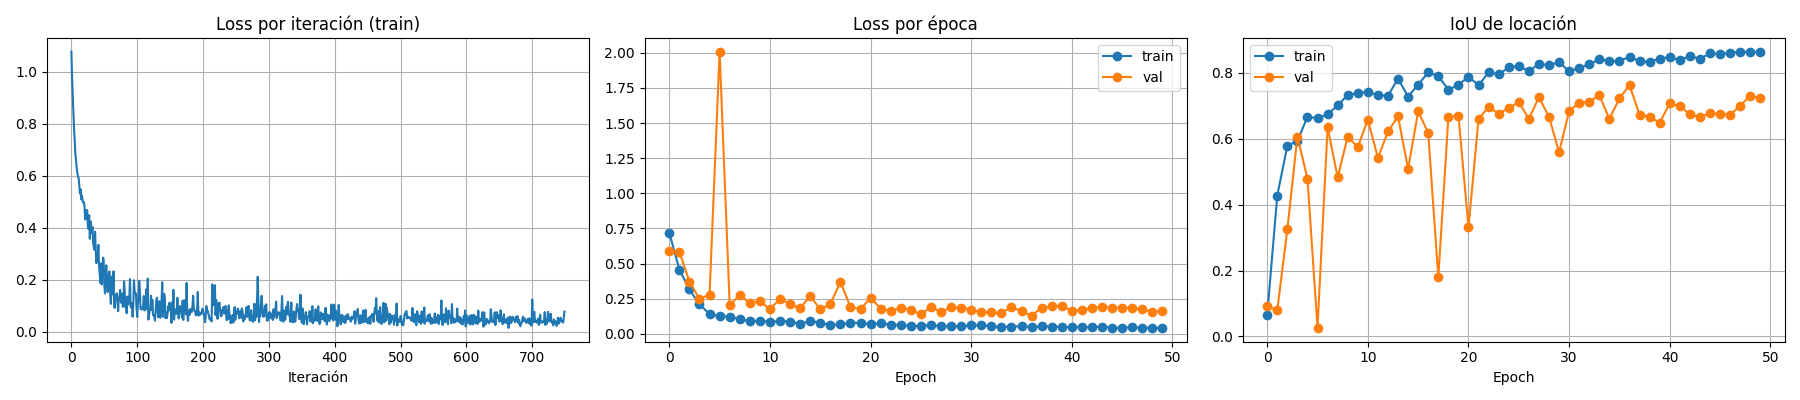 Loss por iteración (train)
1.0
0.8
0.6
0.4
0.2
0.0
0 100 200 300 400 500 600 700
Iteración
Loss por época
2.00
1.75
1.50
1.25
1.00
0.75
0.50
0.25
0.00
train
val
0 10 20 30 40 50
Epoch
IoU de locación
train
val
0.8
0.6
0.4
0.2
0.0
0 10 20 30 40 50
Epoch